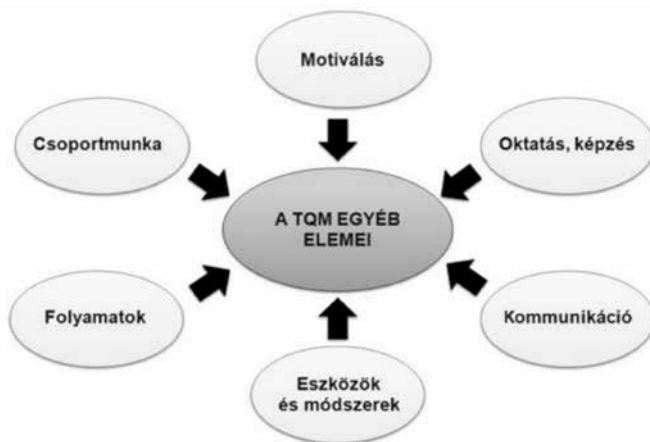 Motiválás
Csoportmunka
Oktatás, képzés
A TQM EGYÉB
ELEMEI
Folyamatok
Kommunikáció
Eszközök
és módszerek